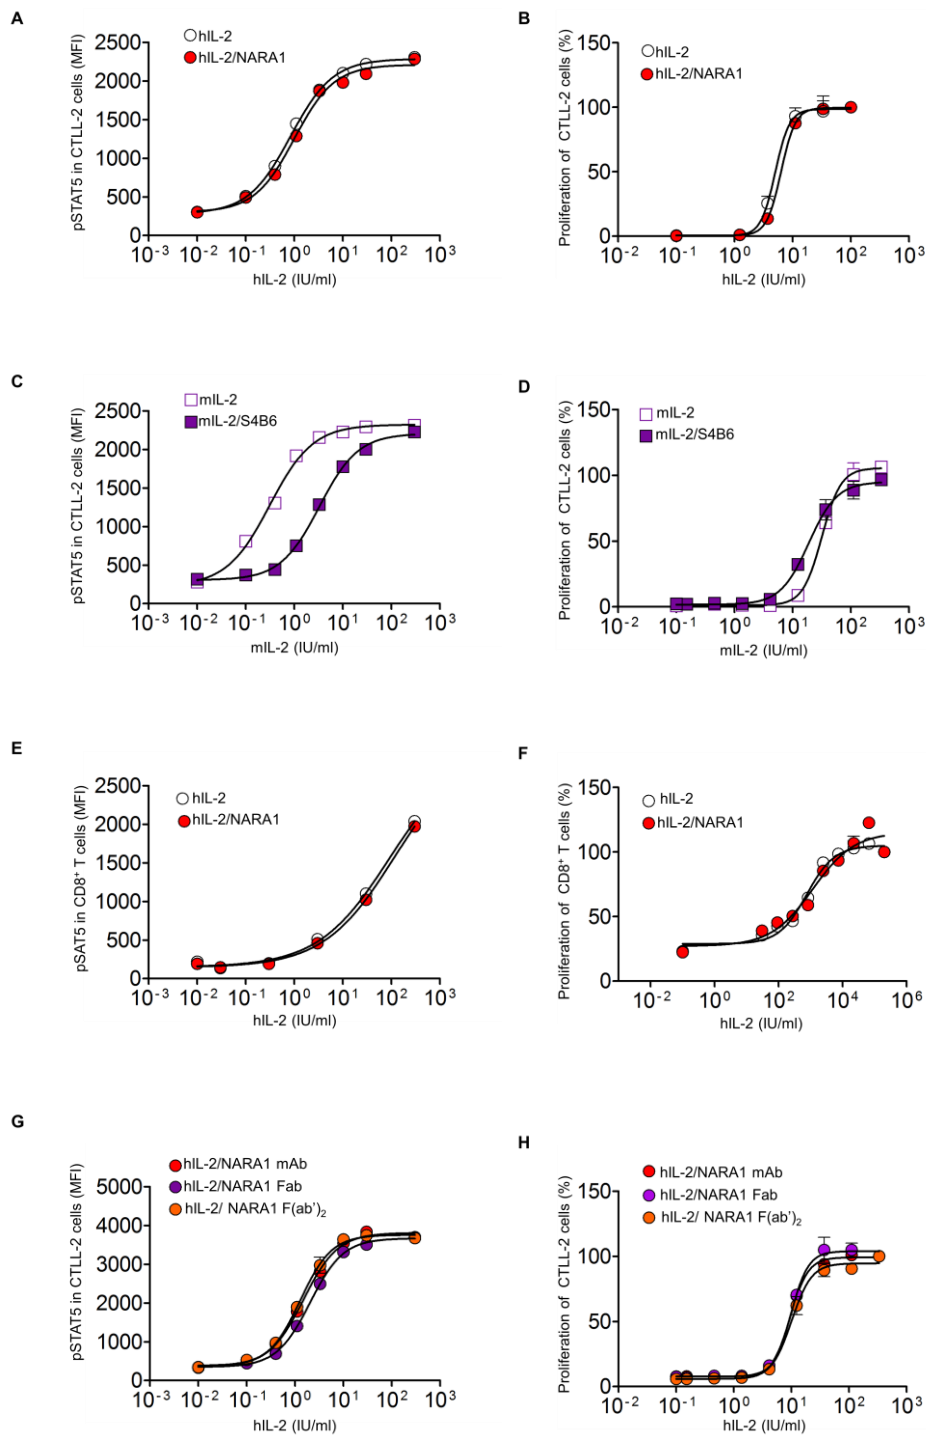 A
hIL-2
hIL-2/NARA1
pSTAT5 in CTLL-2 cells (MFI)
2500
2000
1500
1000
500
0
10-3 10-2 10-1 100 101 102 103
hIL-2 (IU/ml)
B
hIL-2
hIL-2/NARA1
Proliferation of CTLL-2 cells (%)
150
100
50
0
10-2 10-1 100 101 102 103
hIL-2 (IU/ml)
C
mIL-2
mIL-2/S4B6
pSTAT5 in CTLL-2 cells (MFI)
2500
2000
1500
1000
500
0
10-3 10-2 10-1 100 101 102 103
mIL-2 (IU/ml)
D
mIL-2
mIL-2/S4B6
Proliferation of CTLL-2 cells (%)
150
100
50
0
10-2 10-1 100 101 102 103
mIL-2 (IU/ml)
E
hIL-2
hIL-2/NARA1
pSAT5 in CD8+ T cells (MFI)
2500
2000
1500
1000
500
0
10-3 10-2 10-1 100 101 102 103
hIL-2 (IU/ml)
F
hIL-2
hIL-2/NARA1
Proliferation of CD8+ T cells (%)
150
100
50
0
10-2 100 102 104 106
hIL-2 (IU/ml)
G
hIL-2/NARA1 mAb
hIL-2/NARA1 Fab
hIL-2/ NARA1 F(ab')2
pSTAT5 in CTLL-2 cells (MFI)
5000
4000
3000
2000
1000
0
10-3 10-2 10-1 100 101 102 103
hIL-2 (IU/ml)
H
hIL-2/NARA1 mAb
hIL-2/NARA1 Fab
hIL-2/ NARA1 F(ab')2
Proliferation of CTLL-2 cells (%)
150
100
50
0
10-2 10-1 100 101 102 103
hIL-2 (IU/ml)